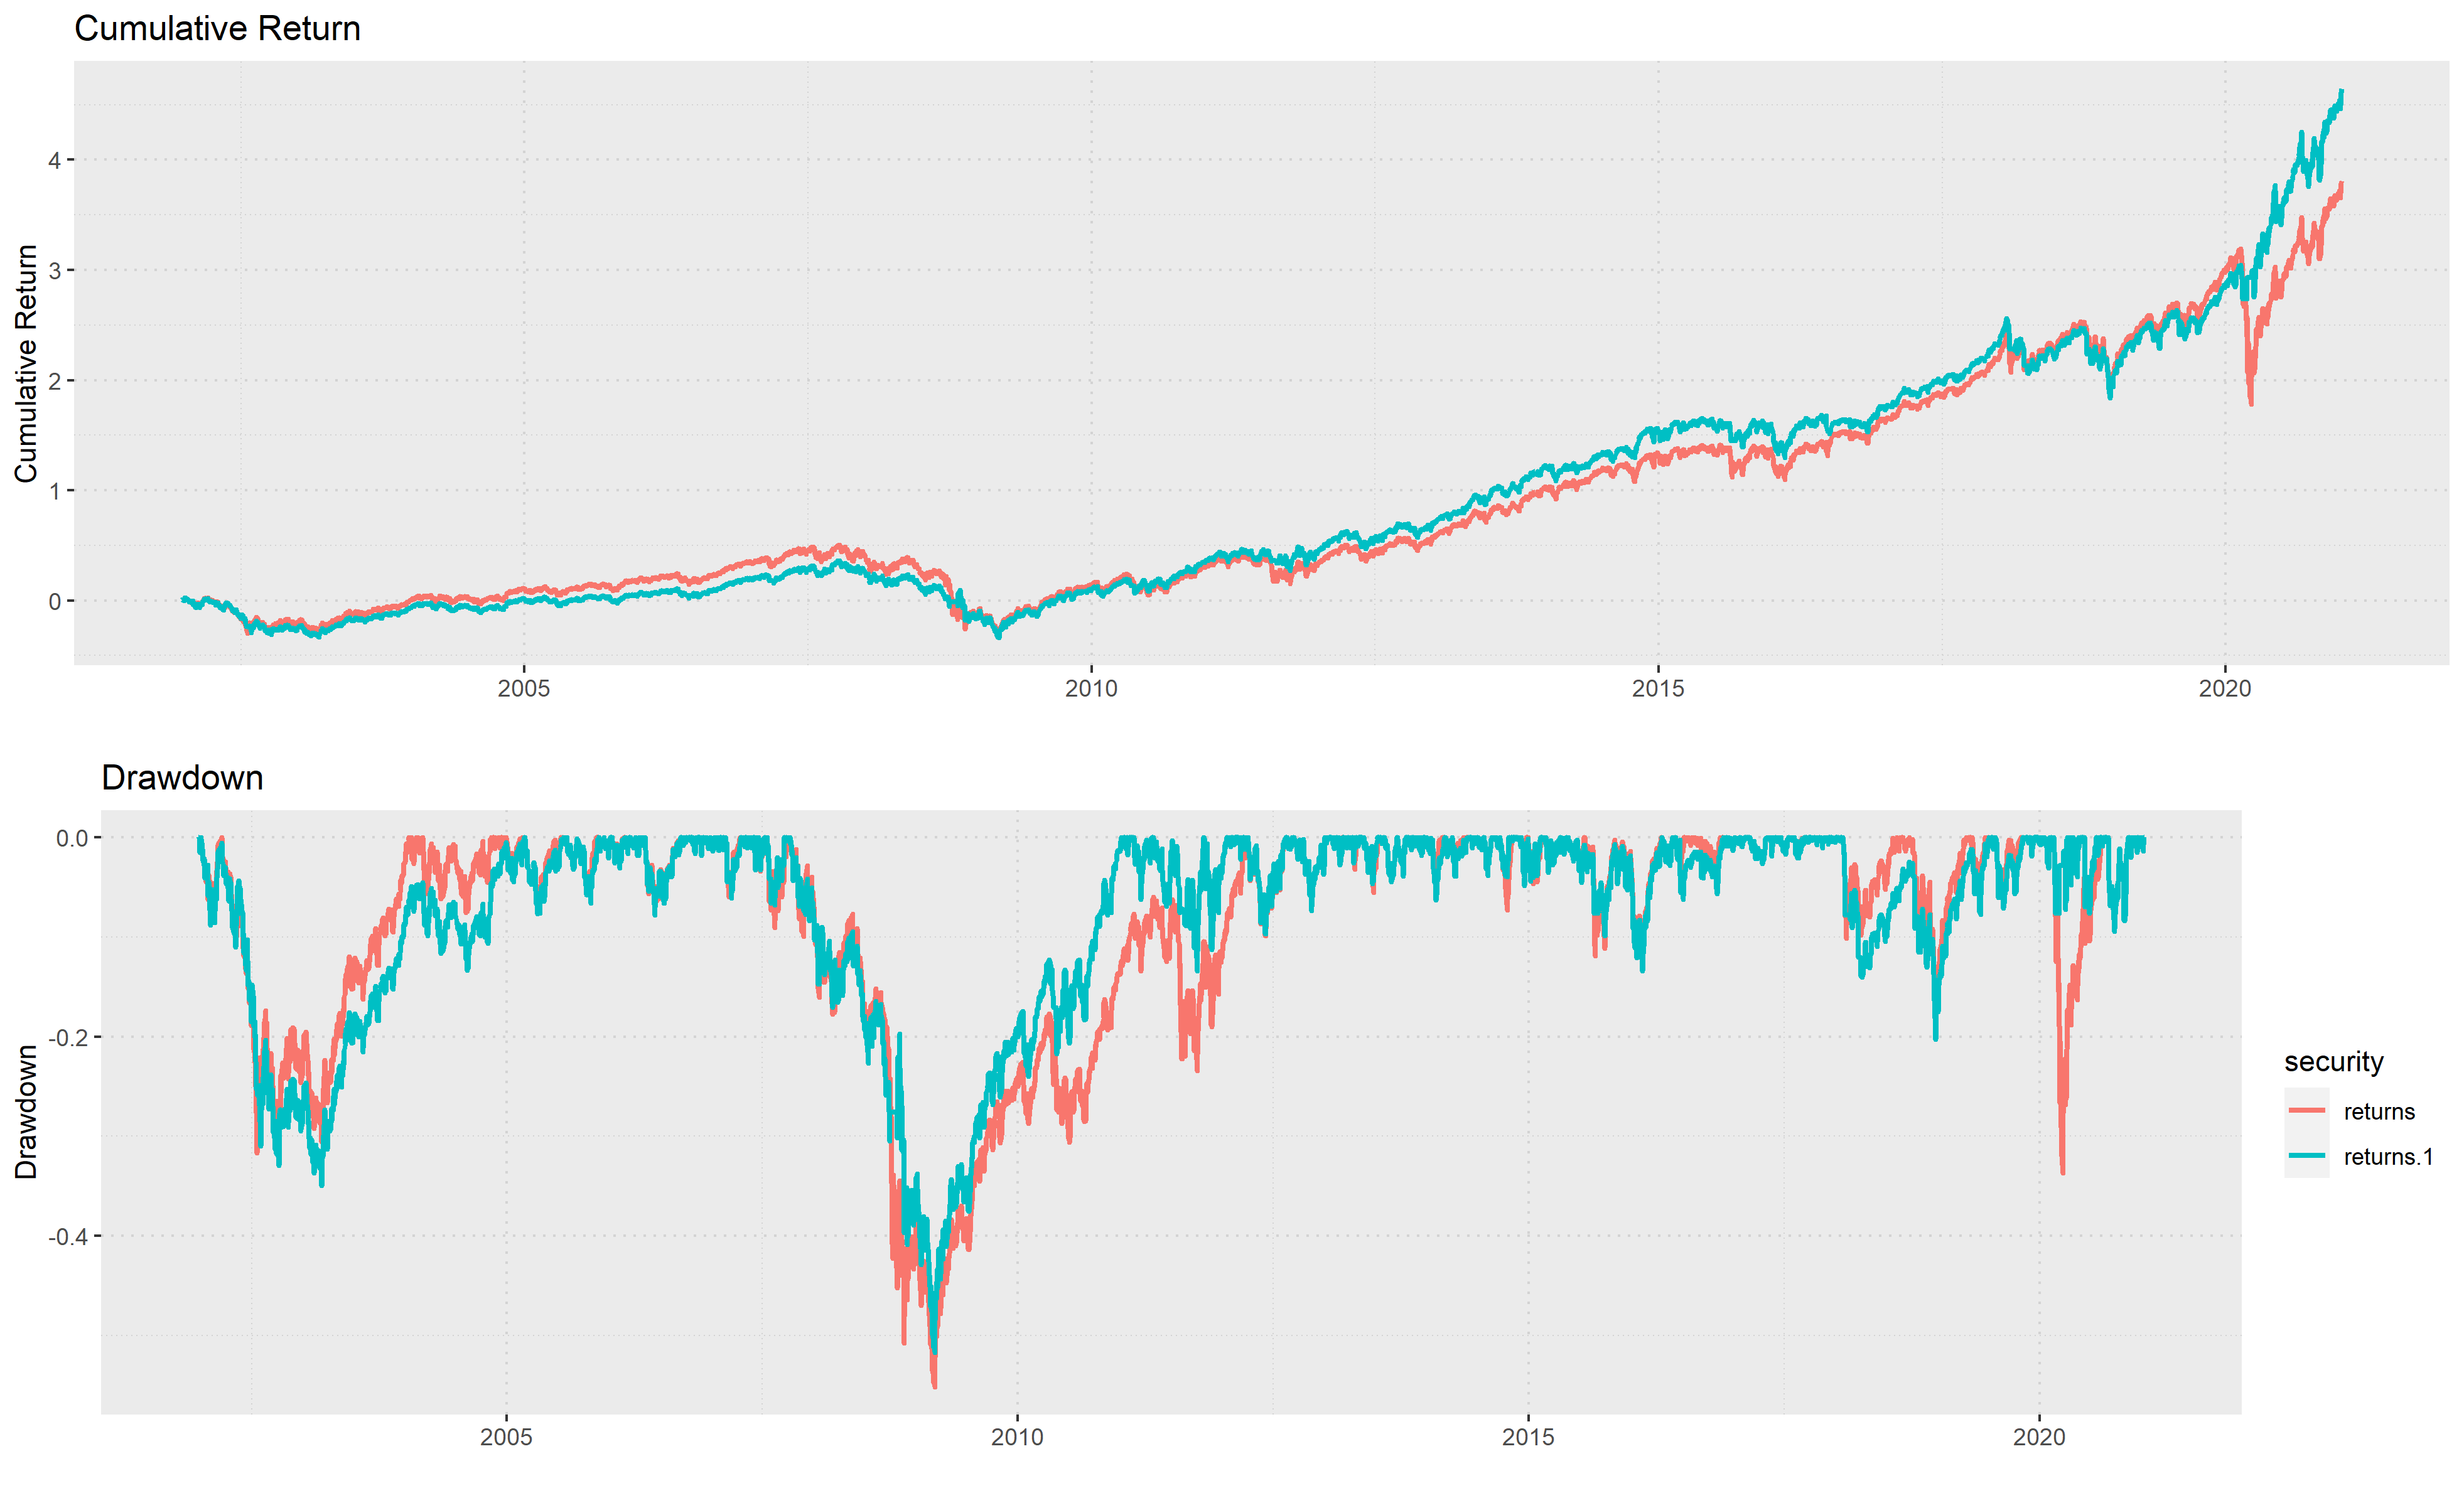 Cumulative Return
Cumulative Return
4
3
2
1
0
2005 2010 2015 2020
Drawdown
Drawdown
0.0
-0.2
-0.4
2005 2010 2015 2020
security
returns
returns.1